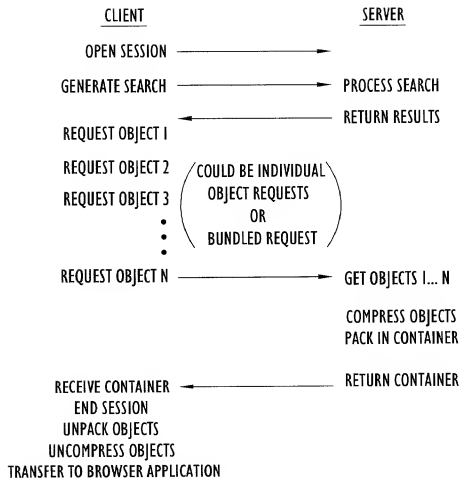 CLIENT SERVER
OPEN SESSION
GENERATE SEARCH PROCESS SEARCH
RETURN RESULTS
REQUEST OBJECT 1
REQUEST OBJECT 2
REQUEST OBJECT 3
(COULD BE INDIVIDUAL
OBJECT REQUESTS
OR
BUNDLED REQUEST)
REQUEST OBJECT N GET OBJECTS 1... N
COMPRESS OBJECTS
PACK IN CONTAINER
RECEIVE CONTAINER RETURN CONTAINER
END SESSION
UNPACK OBJECTS
UNCOMPRESS OBJECTS
TRANSFER TO BROWSER APPLICATION